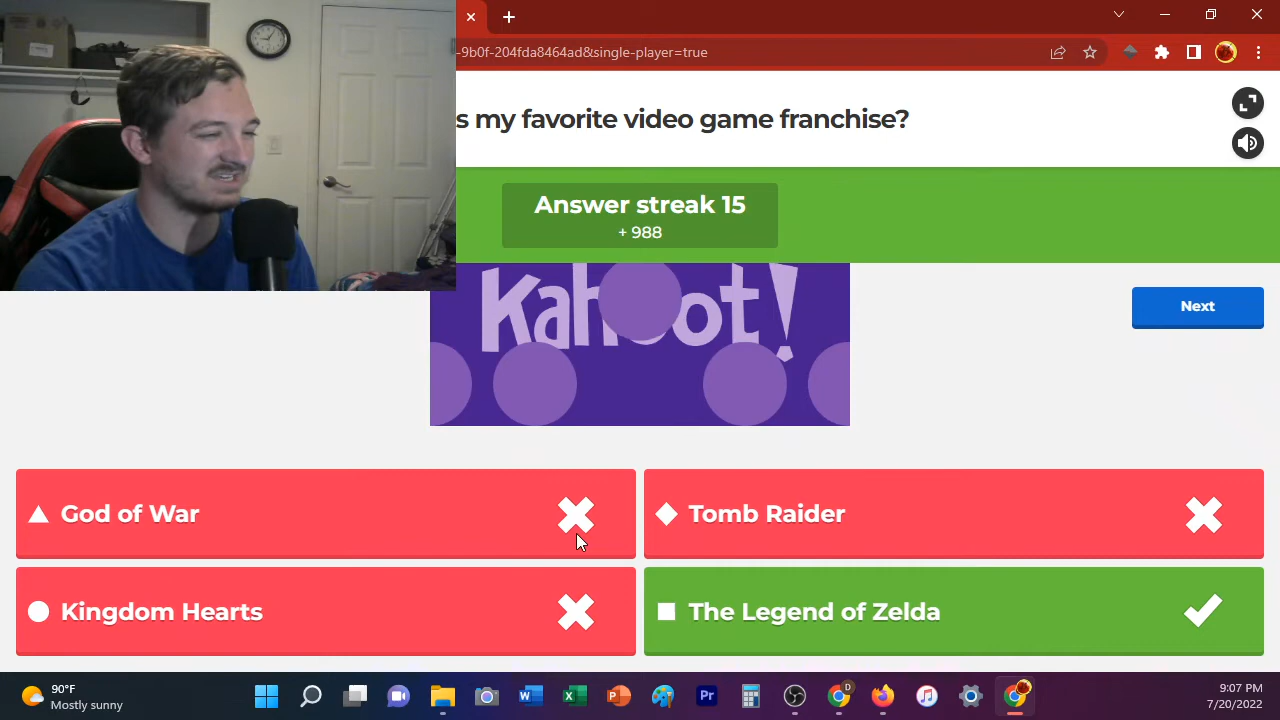 -9b0f-204fda8464ad&single-player=true
s my favorite video game franchise?
Answer streak 15
+ 988
Kahoot!
Next
God of War
Tomb Raider
Kingdom Hearts
The Legend of Zelda
90°F
Mostly sunny
9:07 PM
7/20/2022